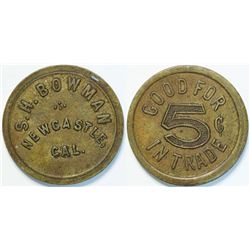 S. H. BOWMAN
NEWCASTLE,
CAL.
GOOD FOR
5¢
IN TRADE